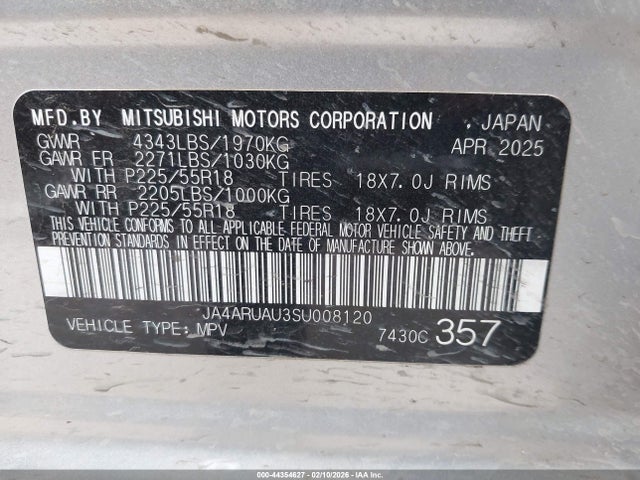 MFD.BY MITSUBISHI MOTORS CORPORATION , JAPAN
GVWR 4343LBS/1970KG APR 2025
GAWR FR 2271LBS/1030KG
WITH P225/55R18 TIRES 18X7.0J RIMS
GAWR RR 2205LBS/1000KG
WITH P225/55R18 TIRES 18X7.0J RIMS
THIS VEHICLE CONFORMS TO ALL APPLICABLE FEDERAL MOTOR VEHICLE SAFETY AND THEFT
PREVENTION STANDARDS IN EFFECT ON THE DATE OF MANUFACTURE SHOWN ABOVE.
JA4ARUAU3SU008120
VEHICLE TYPE:MPV 7430C 357
000-44354627 - 02/10/2026 - IAA Inc.